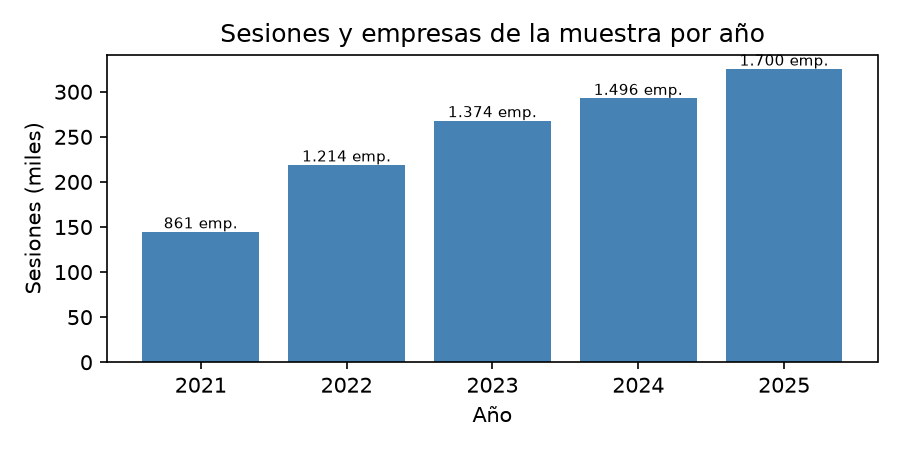 Sesiones y empresas de la muestra por año
Sesiones (miles)
300
250
200
150
100
50
0
861 emp.
1.214 emp.
1.374 emp.
1.496 emp.
1.700 emp.
2021 2022 2023 2024 2025
Año